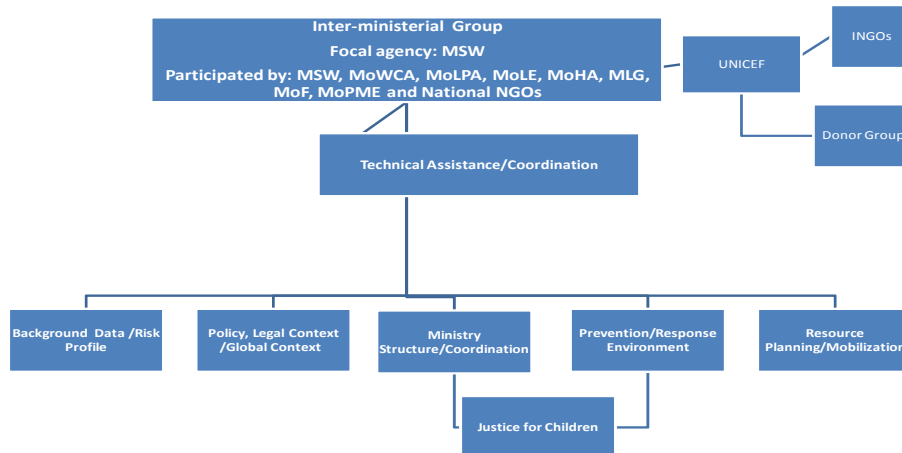 Inter-ministerial Group
Focal agency: MSW
Participated by: MSW, MoWCA, MoLPA, MoLE, MoHA, MLG,
MoF, MoPME and National NGOs
UNICEF
INGOs
Donor Group
Technical Assistance/Coordination
Background Data /Risk
Profile
Policy, Legal Context
/Global Context
Ministry
Structure/Coordination
Prevention/Response
Environment
Resource
Planning/Mobilization
Justice for Children